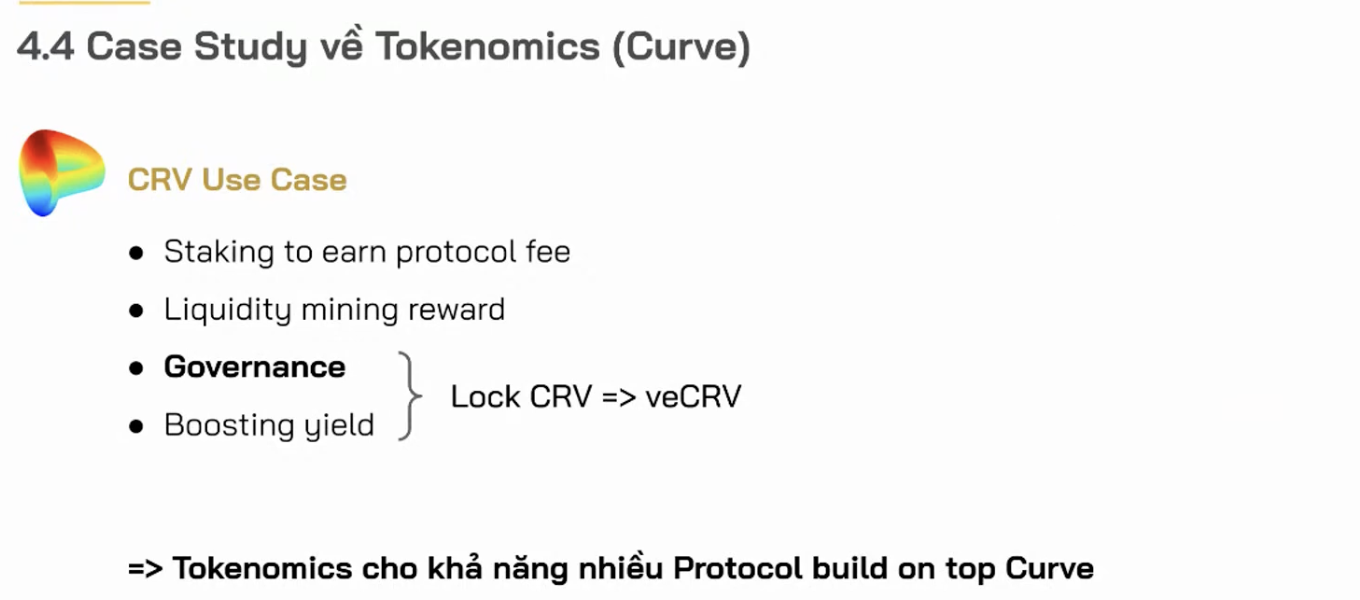 4.4 Case Study về Tokenomics (Curve)
CRV Use Case
● Staking to earn protocol fee
● Liquidity mining reward
● Governance
● Boosting yield
Lock CRV => veCRV
=> Tokenomics cho khả năng nhiều Protocol build on top Curve